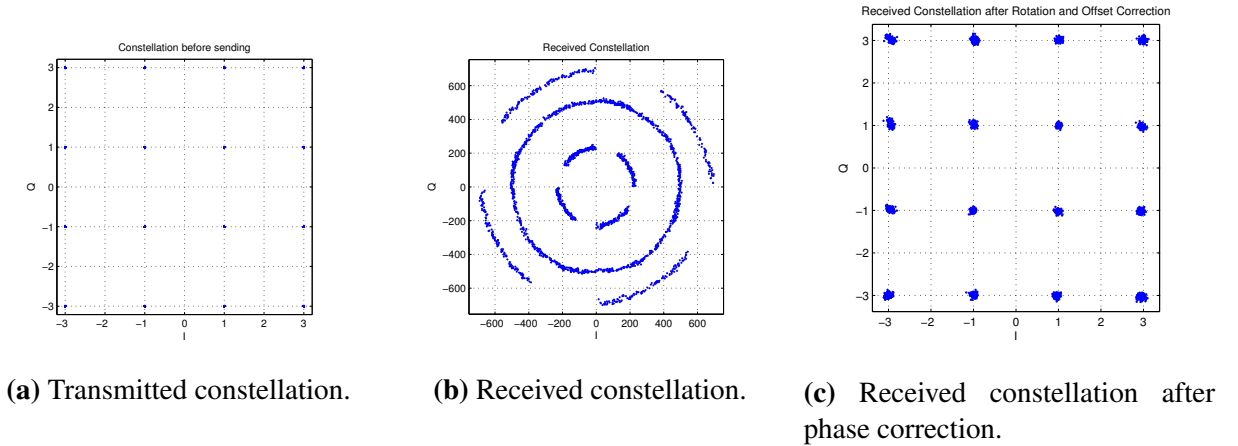 Constellation before sending
3
2
1
0
−1
−2
−3
Q
−3 −2 −1 0 1 2 3
I
(a) Transmitted constellation.
Received Constellation
600
400
200
0
−200
−400
−600
Q
−600 −400 −200 0 200 400 600
I
(b) Received constellation.
Received Constellation after Rotation and Offset Correction
3
2
1
0
−1
−2
−3
Q
−3 −2 −1 0 1 2 3
I
(c) Received constellation after
phase correction.